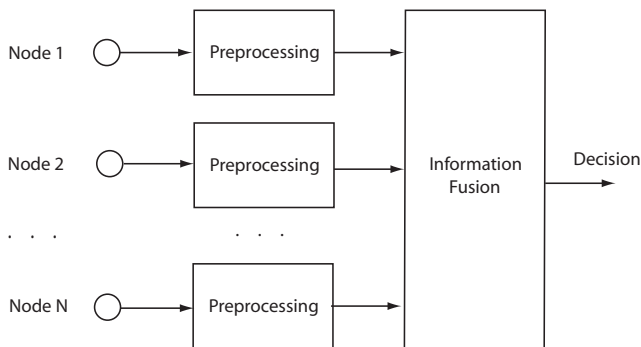 Node 1
Preprocessing
Node 2
Preprocessing
Information
Fusion
Decision
. . .
. . .
Node N
Preprocessing